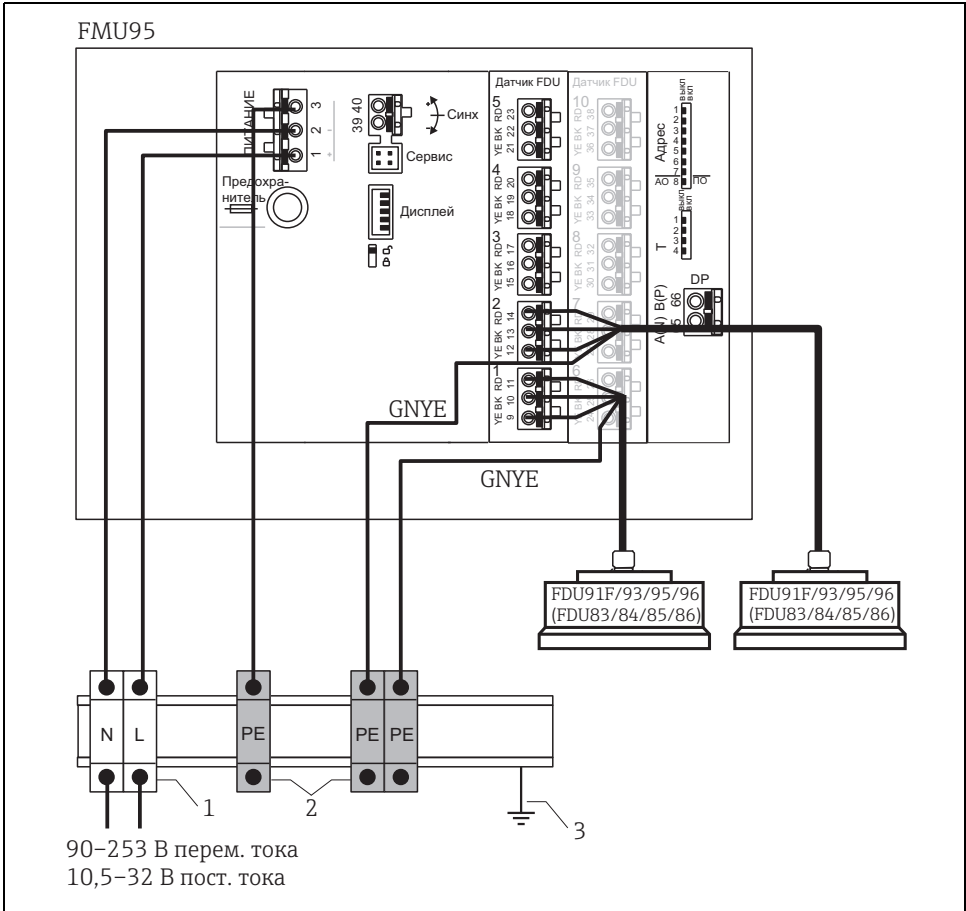 FMU95
ПИТАНИЕ
3
2 -
1 +
Предохра-
нитель
39 40
Синх
Сервис
Дисплей
Датчик FDU
5
YE BK RD
21 22 23
4
YE BK RD
18 19 20
3
YE BK RD
15 16 17
2
YE BK RD
12 13 14
1
YE BK RD
9 10 11
Датчик FDU
10
YE BK RD
36 37 38
9
YE BK RD
33 34 35
8
YE BK RD
30 31 32
7
YE BK RD
6
YE BK RD
Адрес
выкл
вкл
1
2
3
4
5
6
7
АО 8 ПО
T
выкл
вкл
1
2
3
4
DP
A(N) B(P)
66
GNYE
GNYE
FDU91F/93/95/96
(FDU83/84/85/86)
FDU91F/93/95/96
(FDU83/84/85/86)
N
L
PE
PE
PE
1
2
3
90–253 В перем. тока
10,5–32 В пост. тока